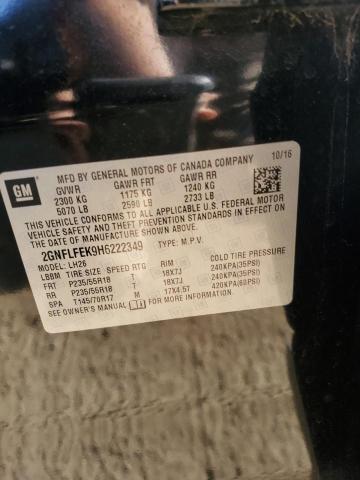 MFD BY GENERAL MOTORS OF CANADA COMPANY 10/16
GM
GVWR GAWR FRT GAWR RR
2300 KG 1175 KG 1240 KG
5070 LB 2590 LB 2733 LB
THIS VEHICLE CONFORMS TO ALL APPLICABLE U.S. FEDERAL MOTOR
VEHICLE SAFETY AND THEFT PREVENTION STANDARDS IN EFFECT
ON THE DATE OF MANUFACTURE SHOWN ABOVE.
2GNFLFEK9H6222349 TYPE: M.P.V.
MODEL: LH26
LBBM TIRE SIZE SPEED RTG RIM COLD TIRE PRESSURE
FRT P235/55R18 T 18X7J 240KPA(35PSI)
RR P235/55R18 T 18X7J 240KPA(35PSI)
SPA T145/70R17 M 17X4.5T 420KPA(60PSI)
SEE OWNER'S MANUAL FOR MORE INFORMATION.